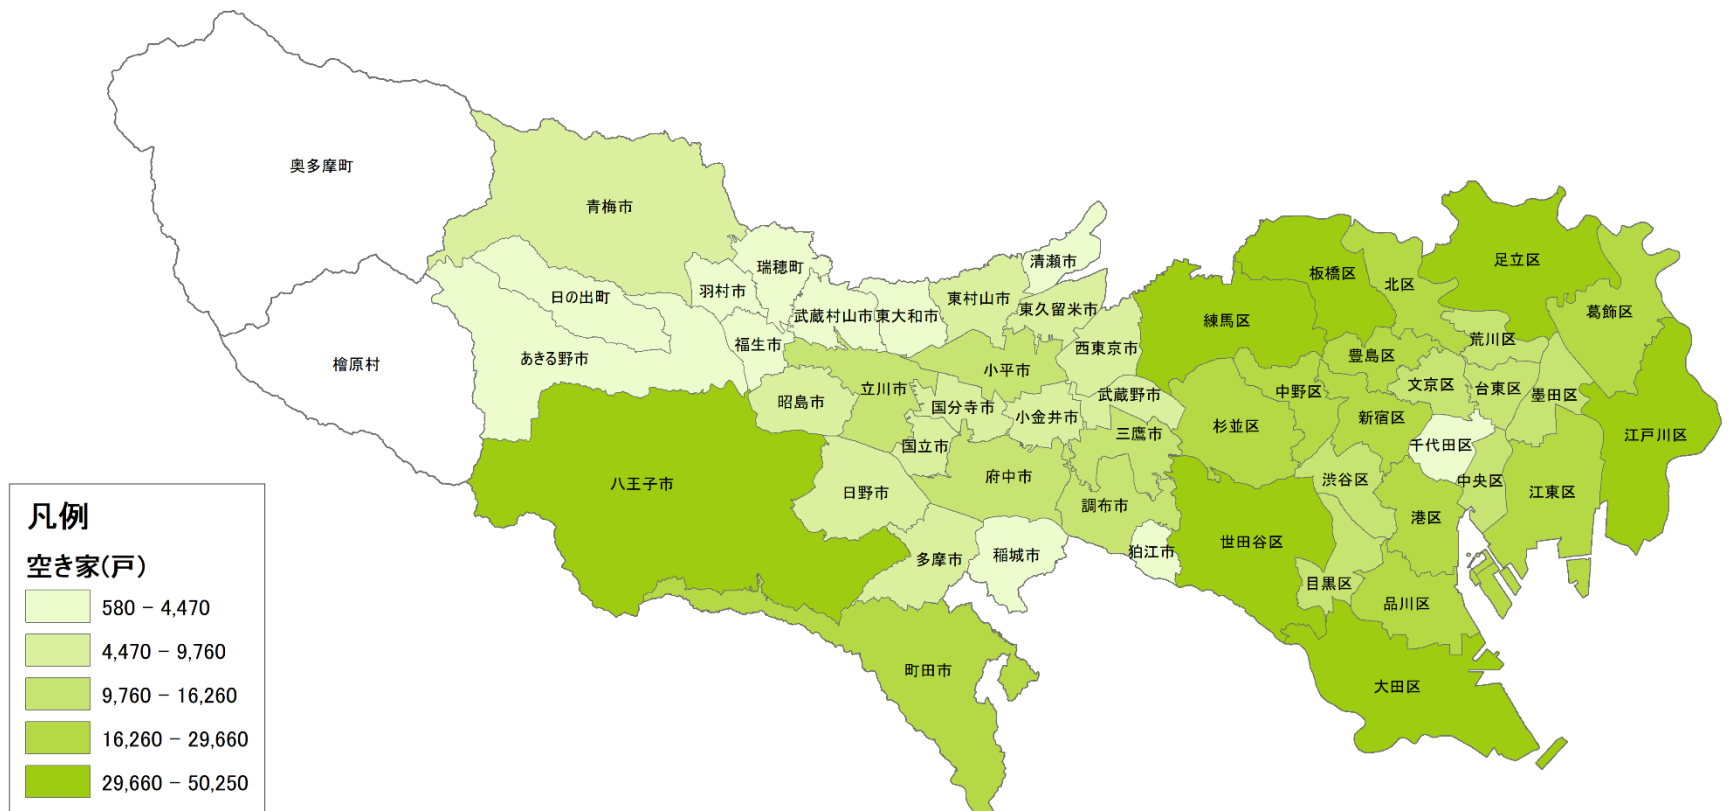 奥多摩町
青梅市
檜原村
日の出町
あきる野市
羽村市
瑞穂町
福生市
武蔵村山市
東大和市
東村山市
清瀬市
東久留米市
西東京市
小平市
立川市
昭島市
国分寺市
小金井市
武蔵野市
三鷹市
国立市
府中市
調布市
日野市
八王子市
多摩市
稲城市
狛江市
町田市
板橋区
北区
足立区
葛飾区
練馬区
荒川区
豊島区
文京区
台東区
墨田区
中野区
新宿区
杉並区
千代田区
江戸川区
渋谷区
中央区
江東区
港区
世田谷区
目黒区
品川区
大田区
凡例
空き家(戸)
580 - 4,470
4,470 - 9,760
9,760 - 16,260
16,260 - 29,660
29,660 - 50,250